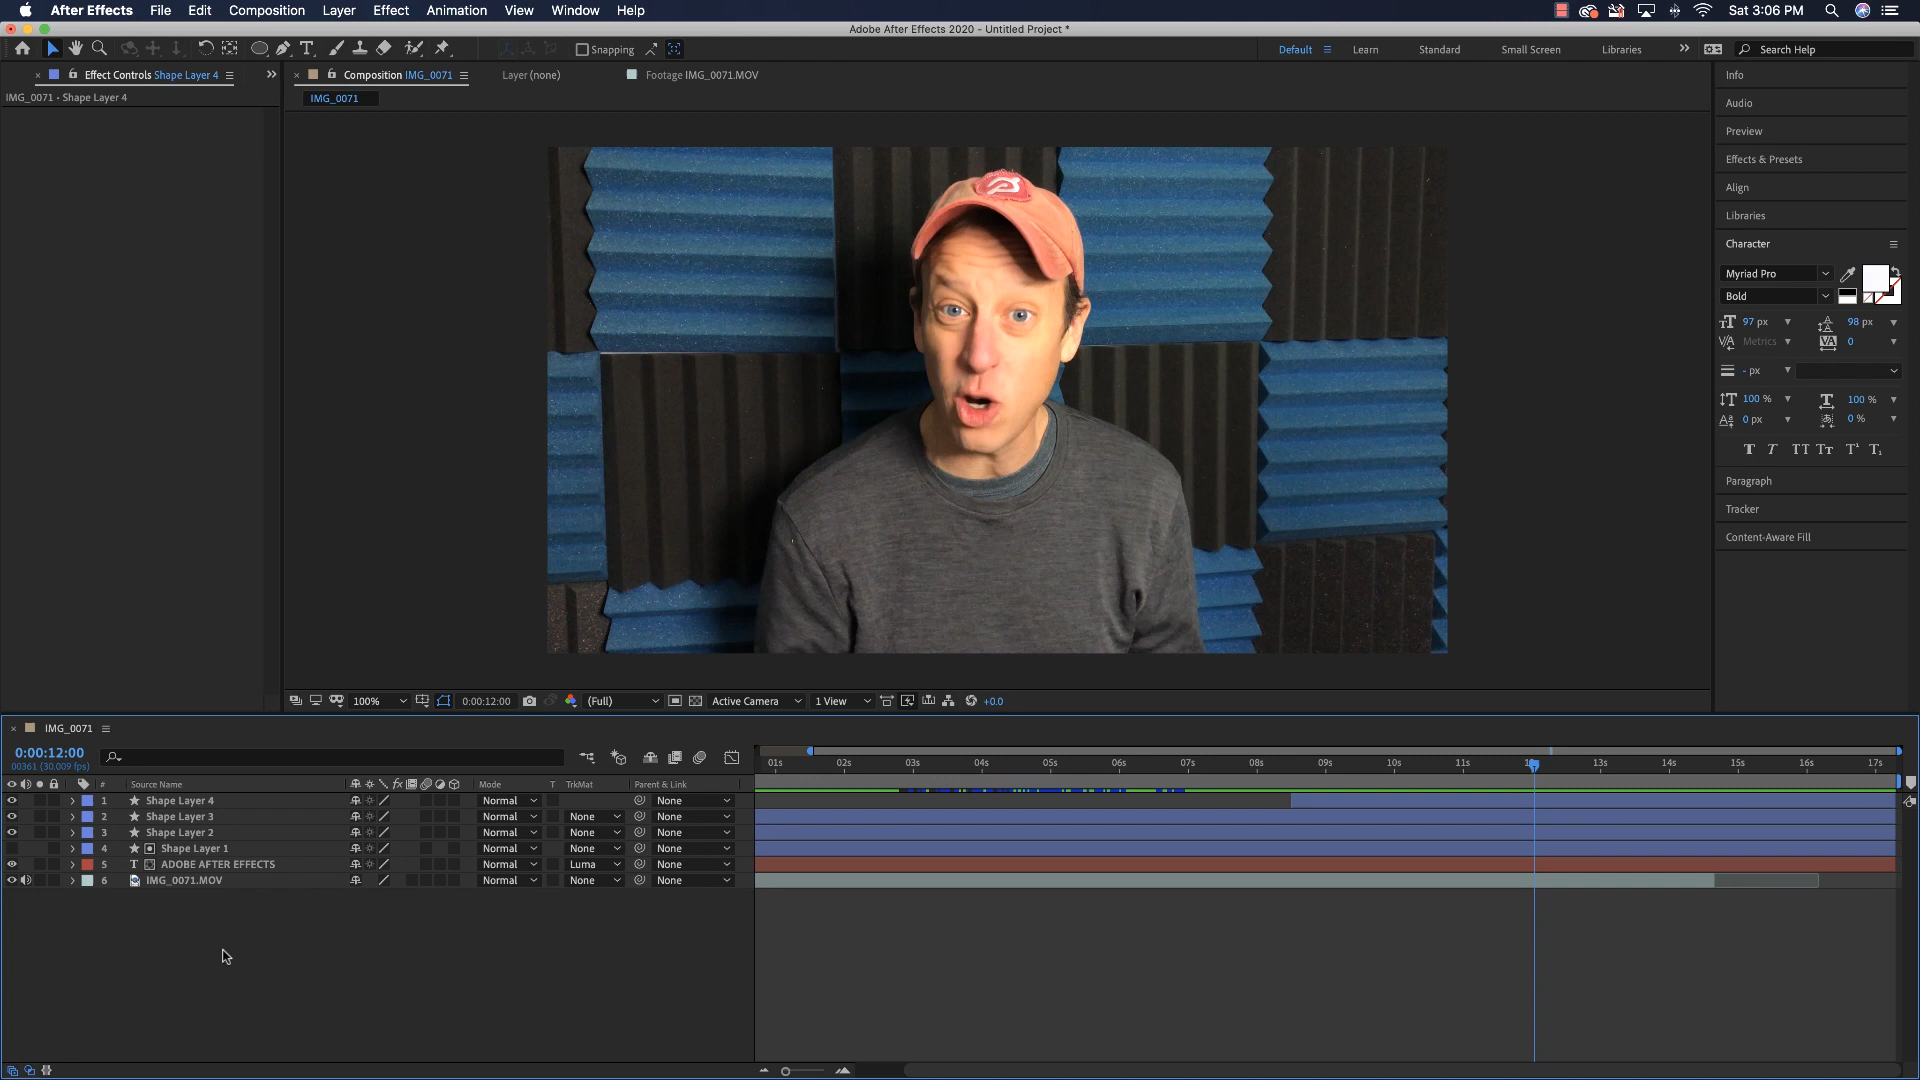 After Effects File Edit Composition Layer Effect Animation View Window Help Sat 3:06 PM
Adobe After Effects 2020 - Untitled Project *
Snapping Default Learn Standard Small Screen Libraries Search Help
Effect Controls Shape Layer 4 Composition IMG_0071 Layer (none) Footage IMG_0071.MOV Info
IMG_0071 • Shape Layer 4 IMG_0071
Audio
Preview
Effects & Presets
Align
Libraries
Character
Myriad Pro
Bold
97 px 98 px
Metrics 0
- px
100 % 100 %
0 px 0 %
Paragraph
Tracker
Content-Aware Fill
100% 0:00:12:00 (Full) Active Camera 1 View +0.0
IMG_0071
0:00:12:00
00361 (30.009 fps)
01s 02s 03s 04s 05s 06s 07s 08s 09s 10s 11s 13s 14s 15s 16s 17s
# Source Name Mode T TrkMat Parent & Link
1 Shape Layer 4 Normal None
2 Shape Layer 3 Normal None None
3 Shape Layer 2 Normal None None
4 Shape Layer 1 Normal None None
5 ADOBE AFTER EFFECTS Normal Luma None
6 IMG_0071.MOV Normal None None